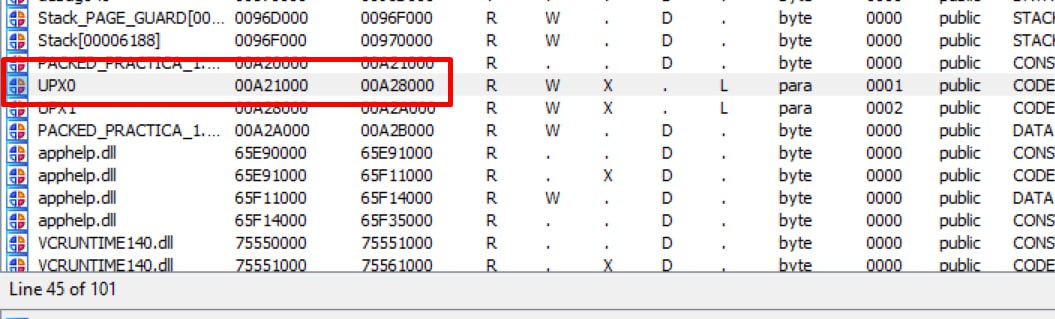 Stack_PAGE_GUARD[00... 0096D000 0096F000 R W . D . byte 0000 public STACK
Stack[00006188] 0096F000 00970000 R W . D . byte 0000 public STACK
PACKED_PRACTICA_1.... 00A20000 00A21000 R . . D . byte 0000 public CONS
UPX0 00A21000 00A28000 R W X . L para 0001 public CODE
UPX1 00A28000 00A2A000 R W X . L para 0002 public CODE
PACKED_PRACTICA_1.... 00A2A000 00A2B000 R W . D . byte 0000 public DATA
apphelp.dll 65E90000 65E91000 R . . D . byte 0000 public CONS
apphelp.dll 65E91000 65F11000 R . X D . byte 0000 public CODE
apphelp.dll 65F11000 65F14000 R W . D . byte 0000 public DATA
apphelp.dll 65F14000 65F35000 R . . D . byte 0000 public CONS
VCRUNTIME140.dll 75550000 75551000 R . . D . byte 0000 public CONS
VCRUNTIME140.dll 75551000 75561000 R . X D . byte 0000 public CODE
Line 45 of 101